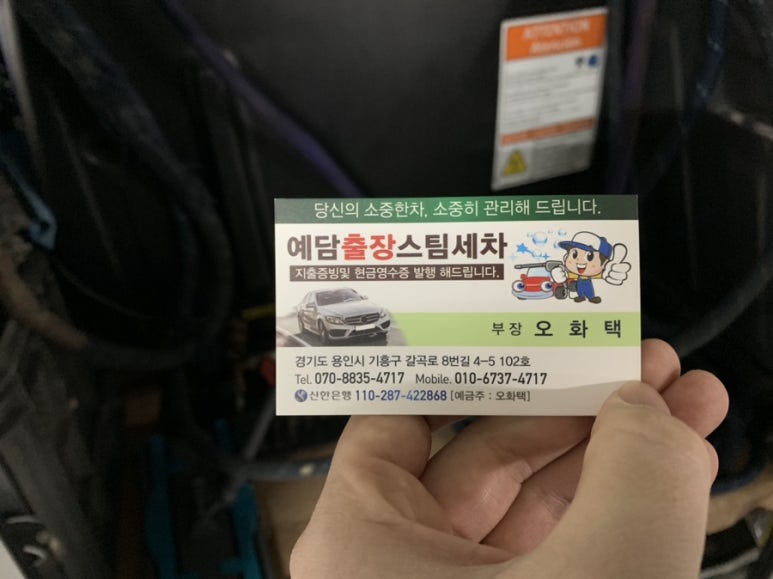 ATTENTION
Atención
당신의 소중한차, 소중히 관리해 드립니다.
예담출장스팀세차
지출증빙및 현금영수증 발행 해드립니다.
부장 오화택
경기도 용인시 기흥구 갈곡로 8번길 4-5 102호
Tel. 070-8835-4717 Mobile. 010-6737-4717
신한은행 110-287-422868 [예금주 : 오화택]